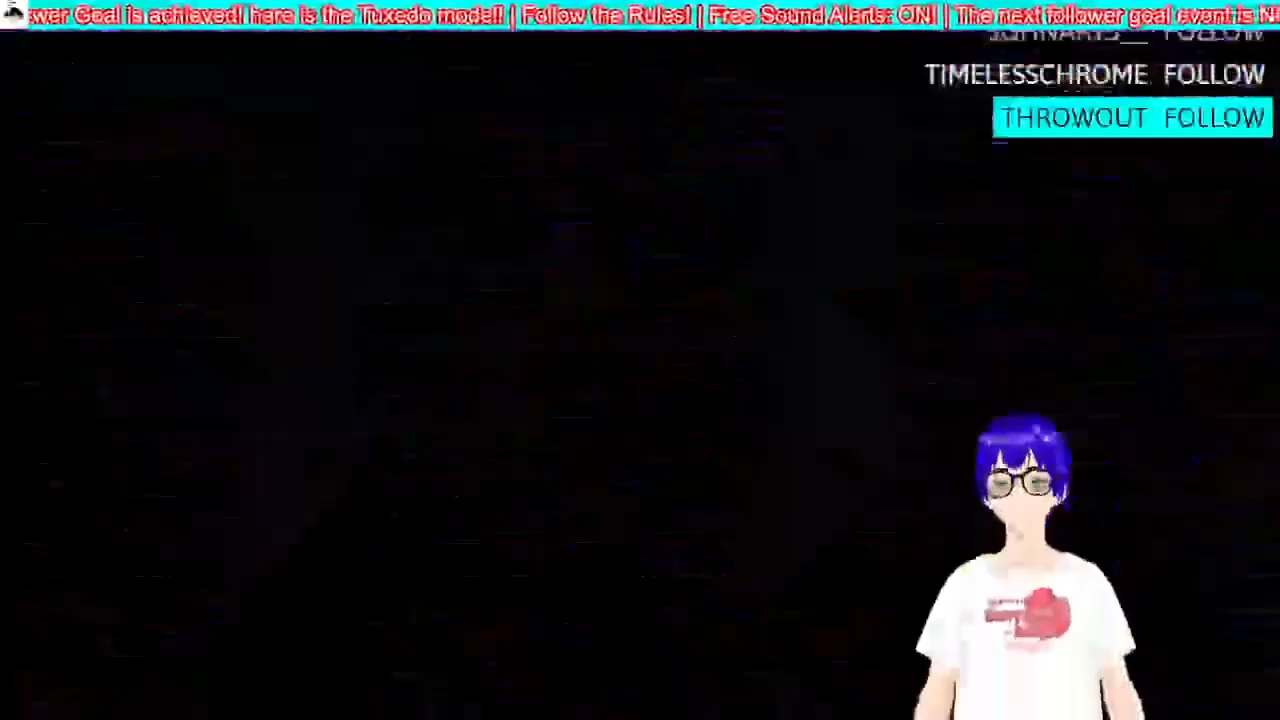 wer Goal is achieved! here is the Tuxedo model! | Follow the Rules! | Free Sound Alerts: ON! | The next follower goal event is N
FOLLOW
TIMELESSCHROME FOLLOW
THROWOUT FOLLOW